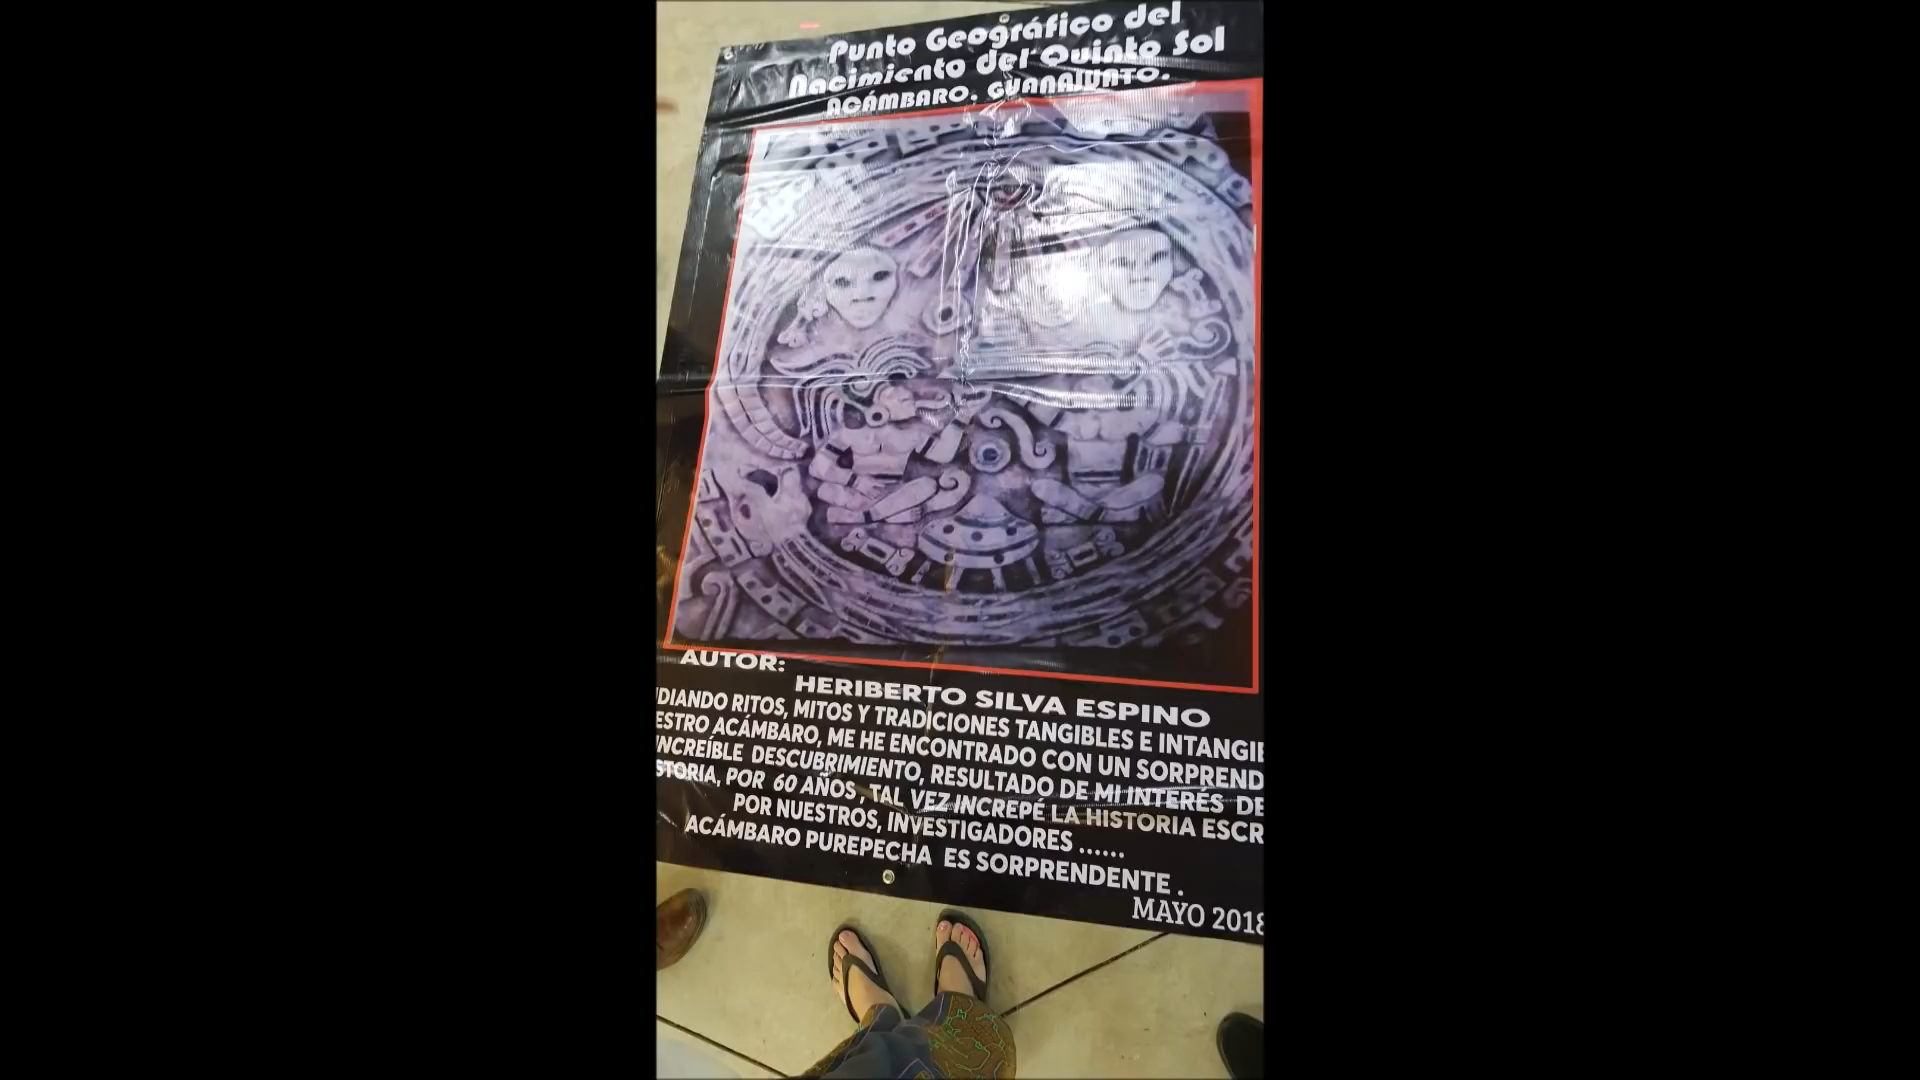 Punto Geográfico del
Nacimiento del Quinto Sol
ACÁMBARO, GUANAJUATO.
AUTOR:
HERIBERTO SILVA ESPINO
DIANDO RITOS, MITOS Y TRADICIONES TANGIBLES E INTANGIB
ESTRO ACÁMBARO, ME HE ENCONTRADO CON UN SORPREND
INCREÍBLE DESCUBRIMIENTO, RESULTADO DE MI INTERÉS DE
STORIA, POR 60 AÑOS, TAL VEZ INCREPÉ LA HISTORIA ESCR
POR NUESTROS, INVESTIGADORES ......
ACÁMBARO PUREPECHA ES SORPRENDENTE .
MAYO 2018